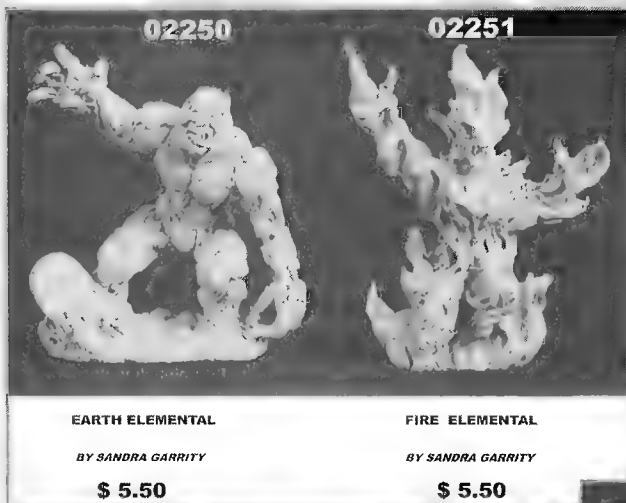 02250 02251
EARTH ELEMENTAL FIRE ELEMENTAL
BY SANDRA GARRITY BY SANDRA GARRITY
$ 5.50 $ 5.50